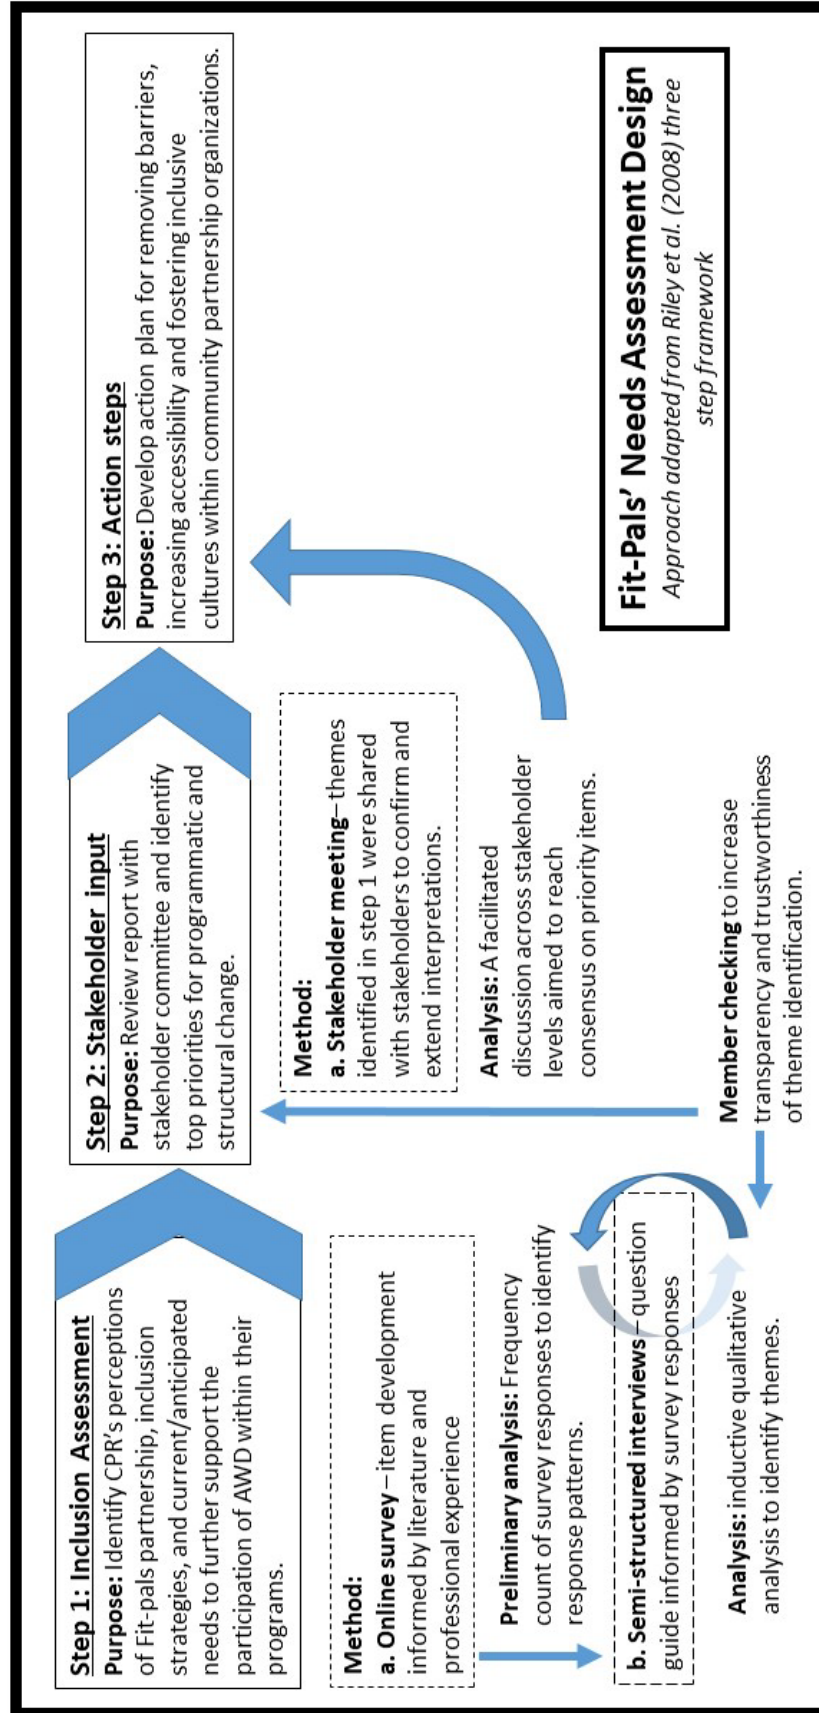 Step 1: Inclusion Assessment
Purpose: Identify CPR's perceptions
of Fit-pals partnership, inclusion
strategies, and current/anticipated
needs to further support the
participation of AWD within their
programs.
Method:
a. Online survey – item development
informed by literature and
professional experience
Preliminary analysis: Frequency
count of survey responses to identify
response patterns.
b. Semi-structured interviews – question
guide informed by survey responses
Analysis: inductive qualitative
analysis to identify themes.
Member checking to increase
transparency and trustworthiness
of theme identification.
Step 2: Stakeholder input
Purpose: Review report with
stakeholder committee and identify
top priorities for programmatic and
structural change.
Method:
a. Stakeholder meeting – themes
identified in step 1 were shared
with stakeholders to confirm and
extend interpretations.
Analysis: A facilitated
discussion across stakeholder
levels aimed to reach
consensus on priority items.
Step 3: Action steps
Purpose: Develop action plan for removing barriers,
increasing accessibility and fostering inclusive
cultures within community partnership organizations.
Fit-Pals' Needs Assessment Design
Approach adapted from Riley et al. (2008) three
step framework